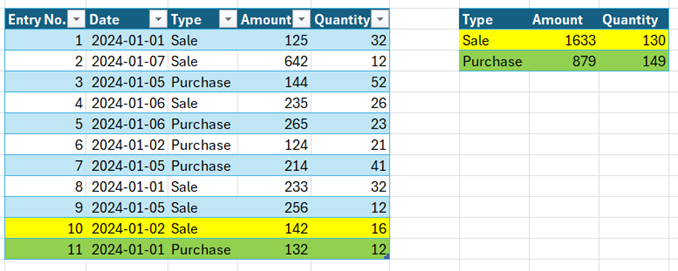 Entry No. Date Type Amount Quantity Type Amount Quantity
1 2024-01-01 Sale 125 32 Sale 1633 130
2 2024-01-07 Sale 642 12 Purchase 879 149
3 2024-01-05 Purchase 144 52
4 2024-01-06 Sale 235 26
5 2024-01-06 Purchase 265 23
6 2024-01-02 Purchase 124 21
7 2024-01-05 Purchase 214 41
8 2024-01-01 Sale 233 32
9 2024-01-05 Sale 256 12
10 2024-01-02 Sale 142 16
11 2024-01-01 Purchase 132 12